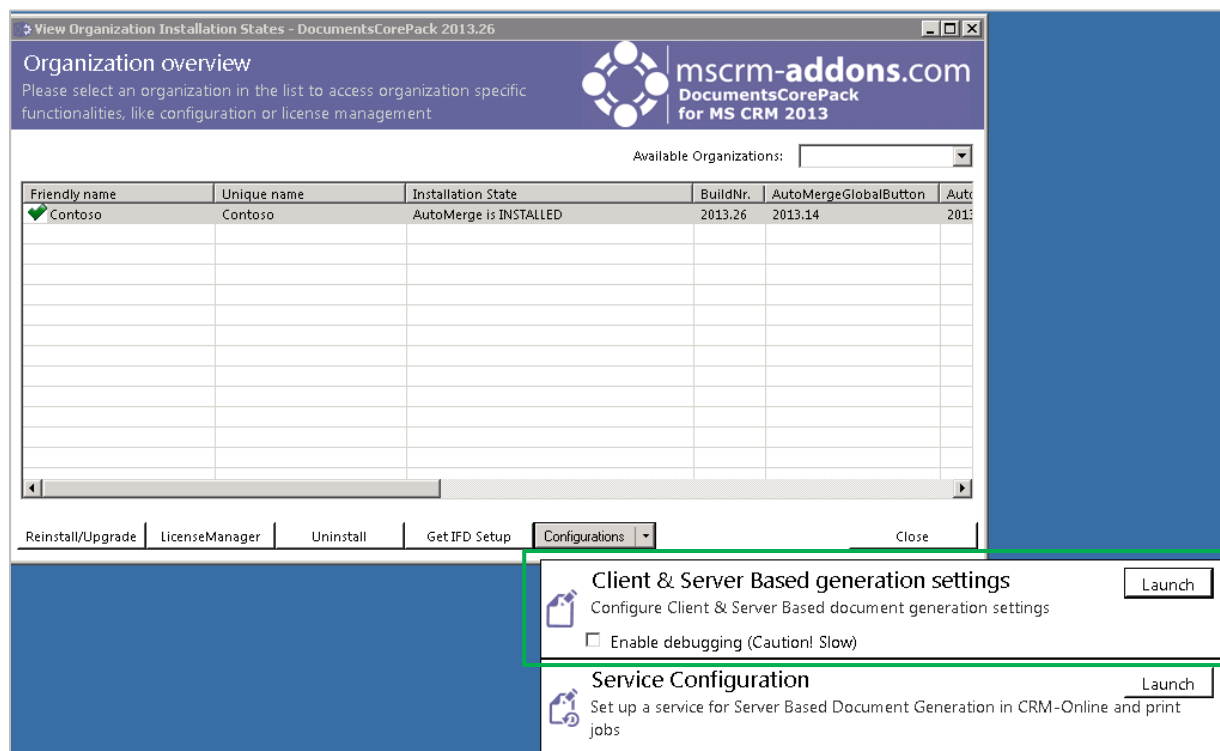 View Organization Installation States - DocumentsCorePack 2013.26
Organization overview
Please select an organization in the list to access organization specific
functionalities, like configuration or license management
mscrm-addons.com
DocumentsCorePack
for MS CRM 2013
Available Organizations:
Friendly name Unique name Installation State BuildNr. AutoMergeGlobalButton Auto
Contoso Contoso AutoMerge is INSTALLED 2013.26 2013.14 2013
Reinstall/Upgrade LicenseManager Uninstall Get IFD Setup Configurations Close
Client & Server Based generation settings Launch
Configure Client & Server Based document generation settings
Enable debugging (Caution! Slow)
Service Configuration Launch
Set up a service for Server Based Document Generation in CRM-Online and print
jobs